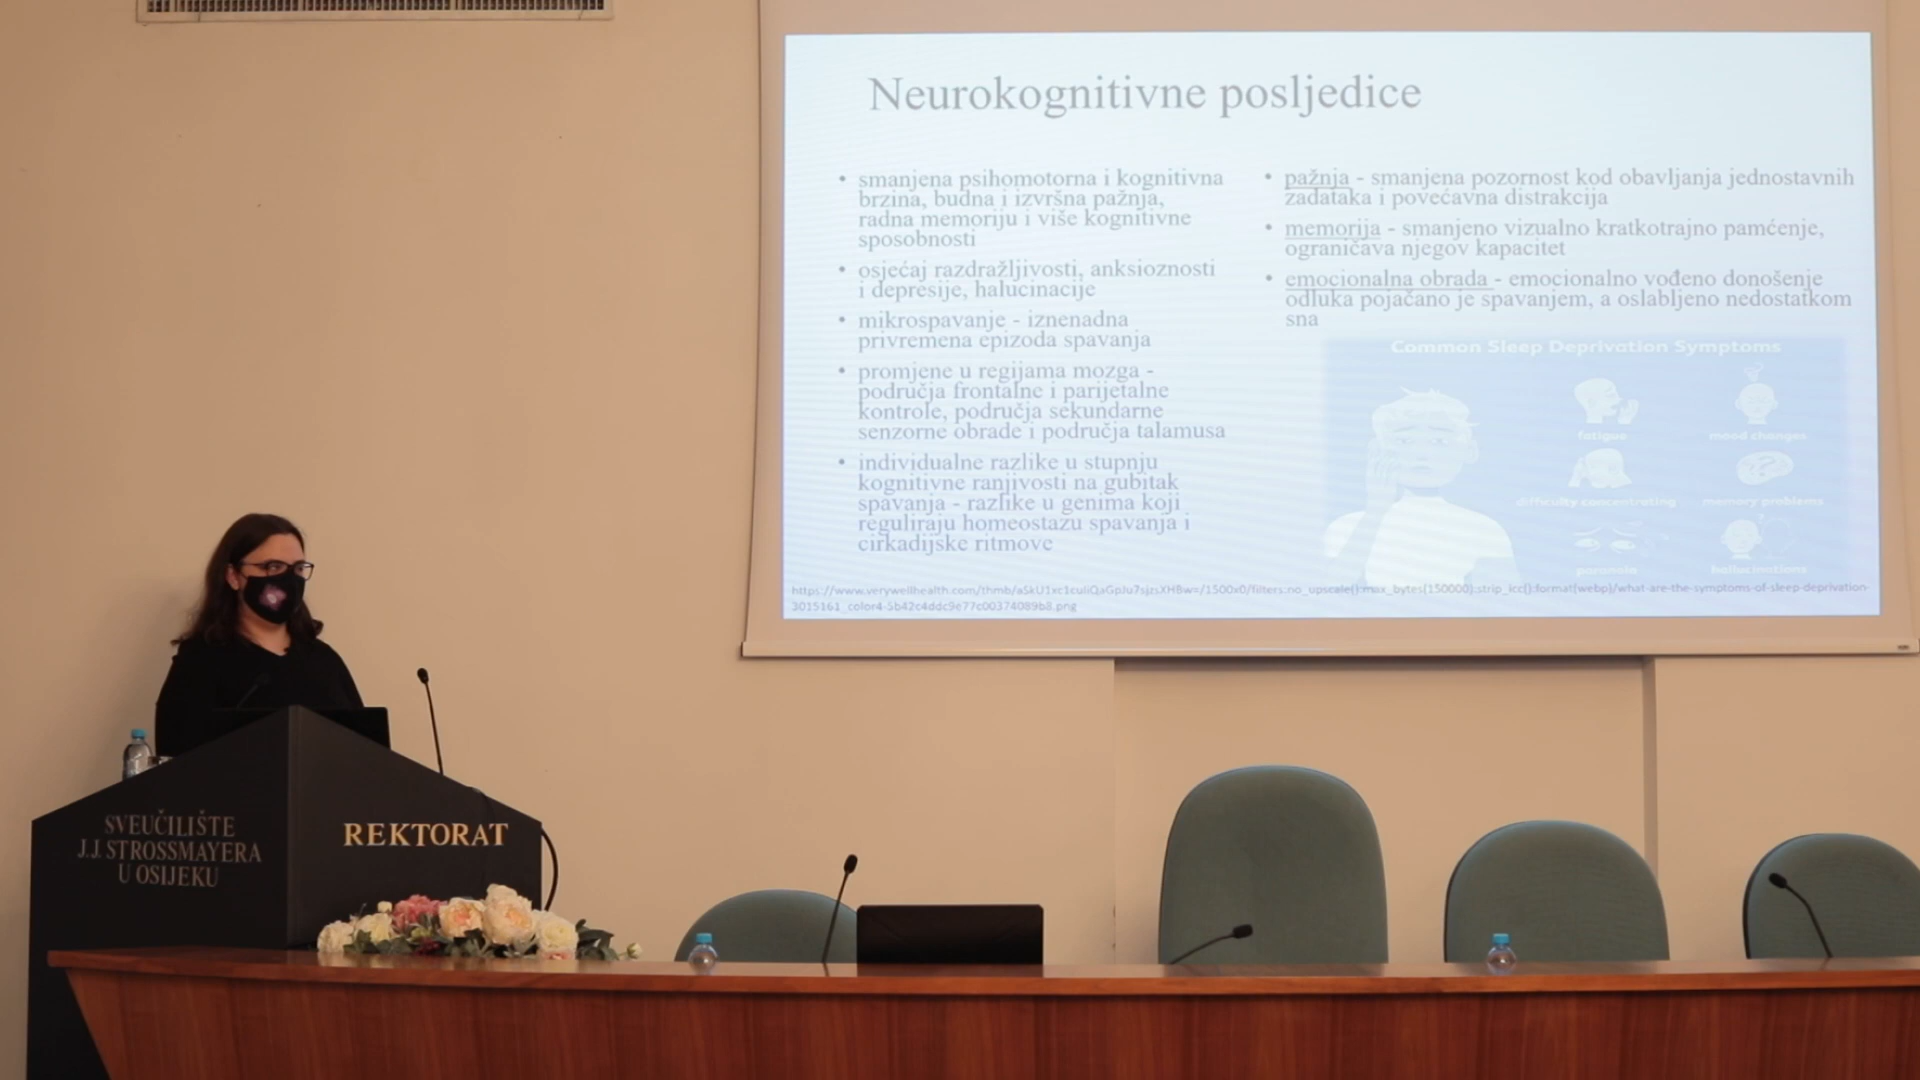 Neurokognitivne posljedice
• smanjena psihomotorna i kognitivna
brzina, budna i izvršna pažnja,
radna memoriju i više kognitivne
sposobnosti
• osjećaj razdražljivosti, anksioznosti
i depresije, halucinacije
• mikrospavanje - iznenadna
privremena epizoda spavanja
• promjene u regijama mozga -
područja frontalne i parijetalne
kontrole, područja sekundarne
senzorne obrade i područja talamusa
• individualne razlike u stupnju
kognitivne ranjivosti na gubitak
spavanja - razlike u genima koji
reguliraju homeostazu spavanja i
cirkadijske ritmove
• pažnja - smanjena pozornost kod obavljanja jednostavnih
zadataka i povećavna distrakcija
• memorija - smanjeno vizualno kratkotrajno pamćenje,
ograničava njegov kapacitet
• emocionalna obrada - emocionalno vođeno donošenje
odluka pojačano je spavanjem, a oslabljeno nedostatkom
sna
Common Sleep Deprivation Symptoms
fatigue
mood changes
difficulty concentrating
memory problems
paranoia
hallucinations
SVEUČILIŠTE
J.J. STROSSMAYERA
U OSIJEKU
REKTORAT